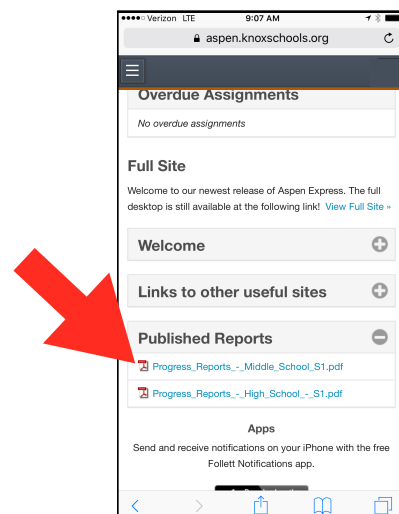 Verizon LTE 9:07 AM
aspen.knoxschools.org
Overdue Assignments
No overdue assignments
Full Site
Welcome to our newest release of Aspen Express. The full
desktop is still available at the following link! View Full Site »
Welcome
Links to other useful sites
Published Reports
Progress_Reports_-_Middle_School_S1.pdf
Progress_Reports_-_High_School_-_S1.pdf
Apps
Send and receive notifications on your iPhone with the free
Follett Notifications app.